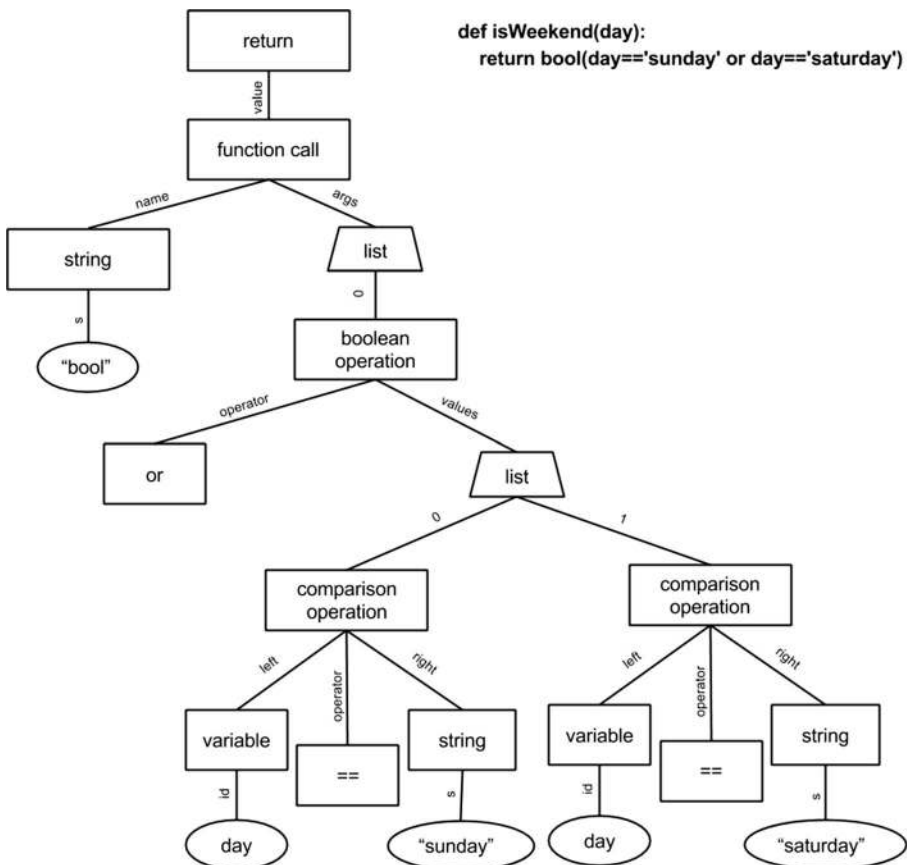 return
def isWeekend(day):
return bool(day=='sunday' or day=='saturday')
value
function call
name
args
string
list
s
0
"bool"
boolean
operation
operator
values
or
list
0
1
comparison
operation
comparison
operation
left
operator
right
left
operator
right
variable
==
string
variable
==
string
id
s
id
s
day
“sunday”
day
“saturday”